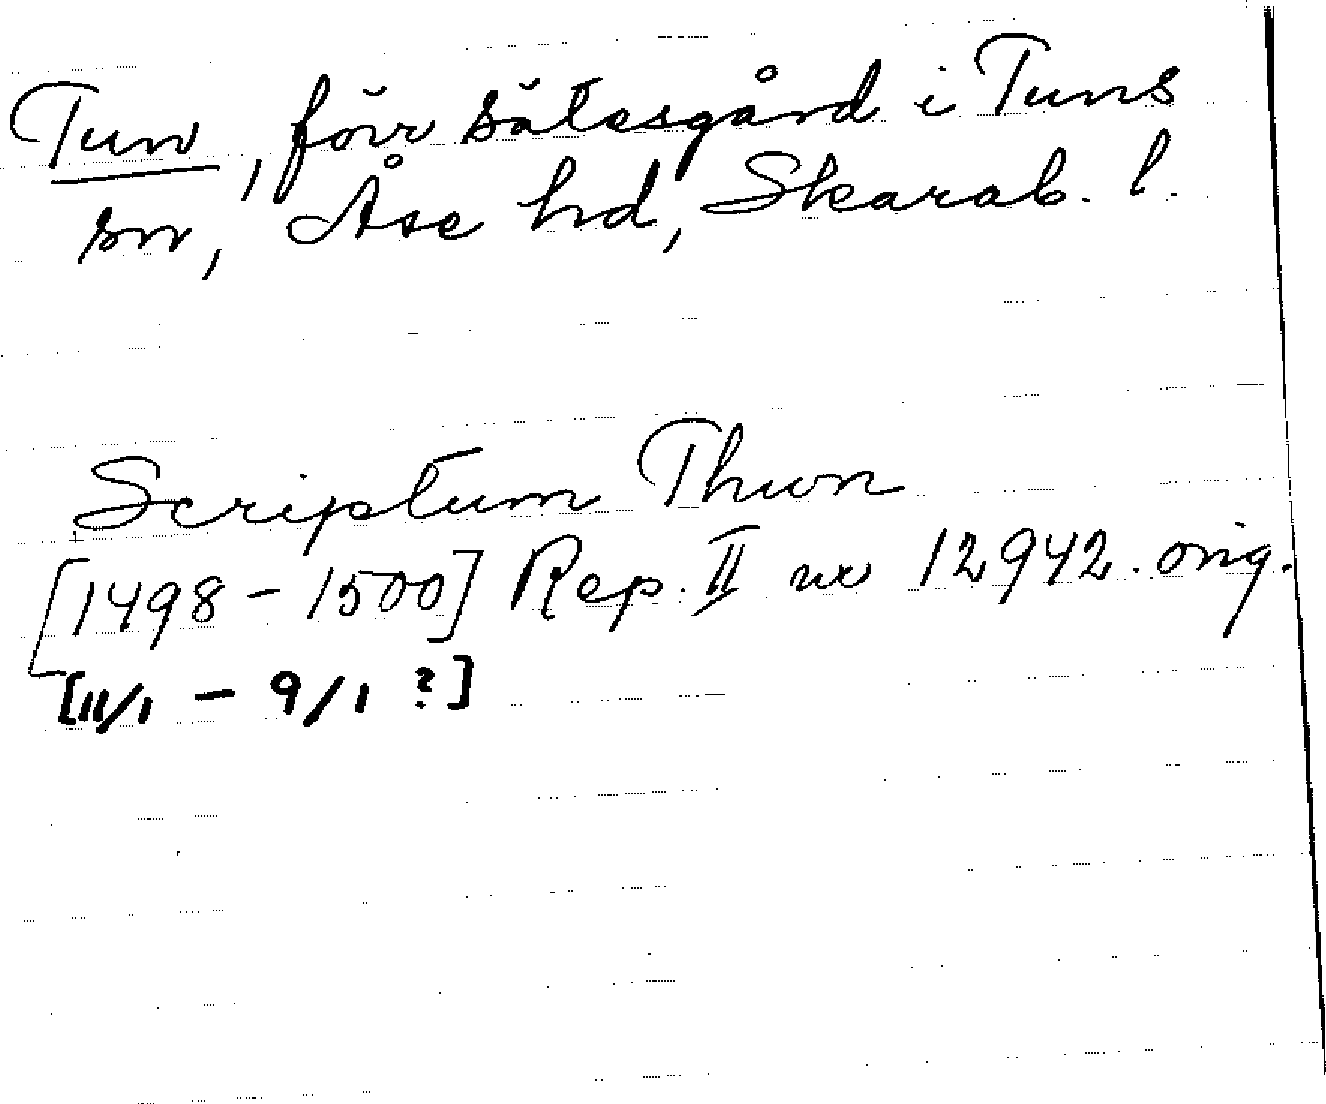 Tun, förr sätesgård i Tuns
sn, Åse hd, Skarab. l.
Scriptum Thun
[1498 – 1500] Rep. II nr 12942. orig.
[11/1 – 9/1 ?]